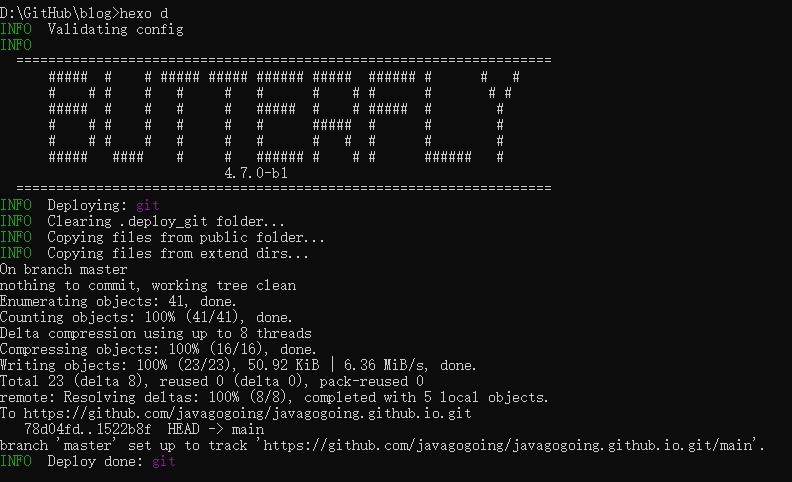 D:\GitHub\blog>hexo d
INFO  Validating config
INFO
===================================================================
BUTTERFLY
4.7.0-b1
===================================================================
INFO  Deploying: git
INFO  Clearing .deploy_git folder...
INFO  Copying files from public folder...
INFO  Copying files from extend dirs...
On branch master
nothing to commit, working tree clean
Enumerating objects: 41, done.
Counting objects: 100% (41/41), done.
Delta compression using up to 8 threads
Compressing objects: 100% (16/16), done.
Writing objects: 100% (23/23), 50.92 KiB | 6.36 MiB/s, done.
Total 23 (delta 8), reused 0 (delta 0), pack-reused 0
remote: Resolving deltas: 100% (8/8), completed with 5 local objects.
To https://github.com/javagogoing/javagogoing.github.io.git
   78d04fd..1522b8f  HEAD -> main
branch 'master' set up to track 'https://github.com/javagogoing/javagogoing.github.io.git/main'.
INFO  Deploy done: git